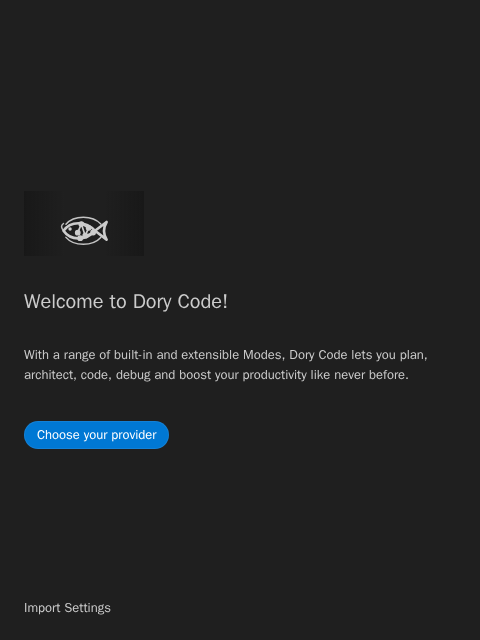 Welcome to Dory Code!
With a range of built-in and extensible Modes, Dory Code lets you plan,
architect, code, debug and boost your productivity like never before.
Choose your provider
Import Settings